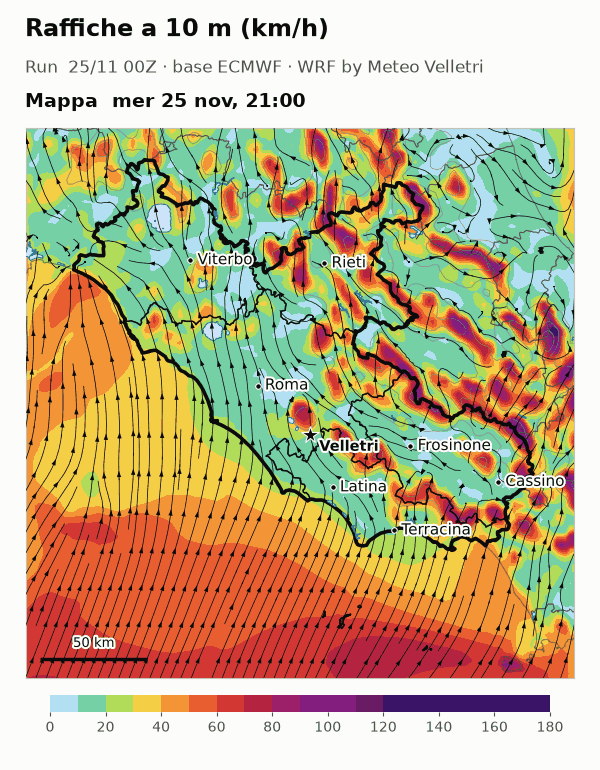 Raffiche a 10 m (km/h)
Run  25/11 00Z · base ECMWF · WRF by Meteo Velletri
Mappa  mer 25 nov, 21:00
Viterbo
Rieti
Roma
Velletri
Frosinone
Cassino
Latina
Terracina
50 km
0 20 40 60 80 100 120 140 160 180